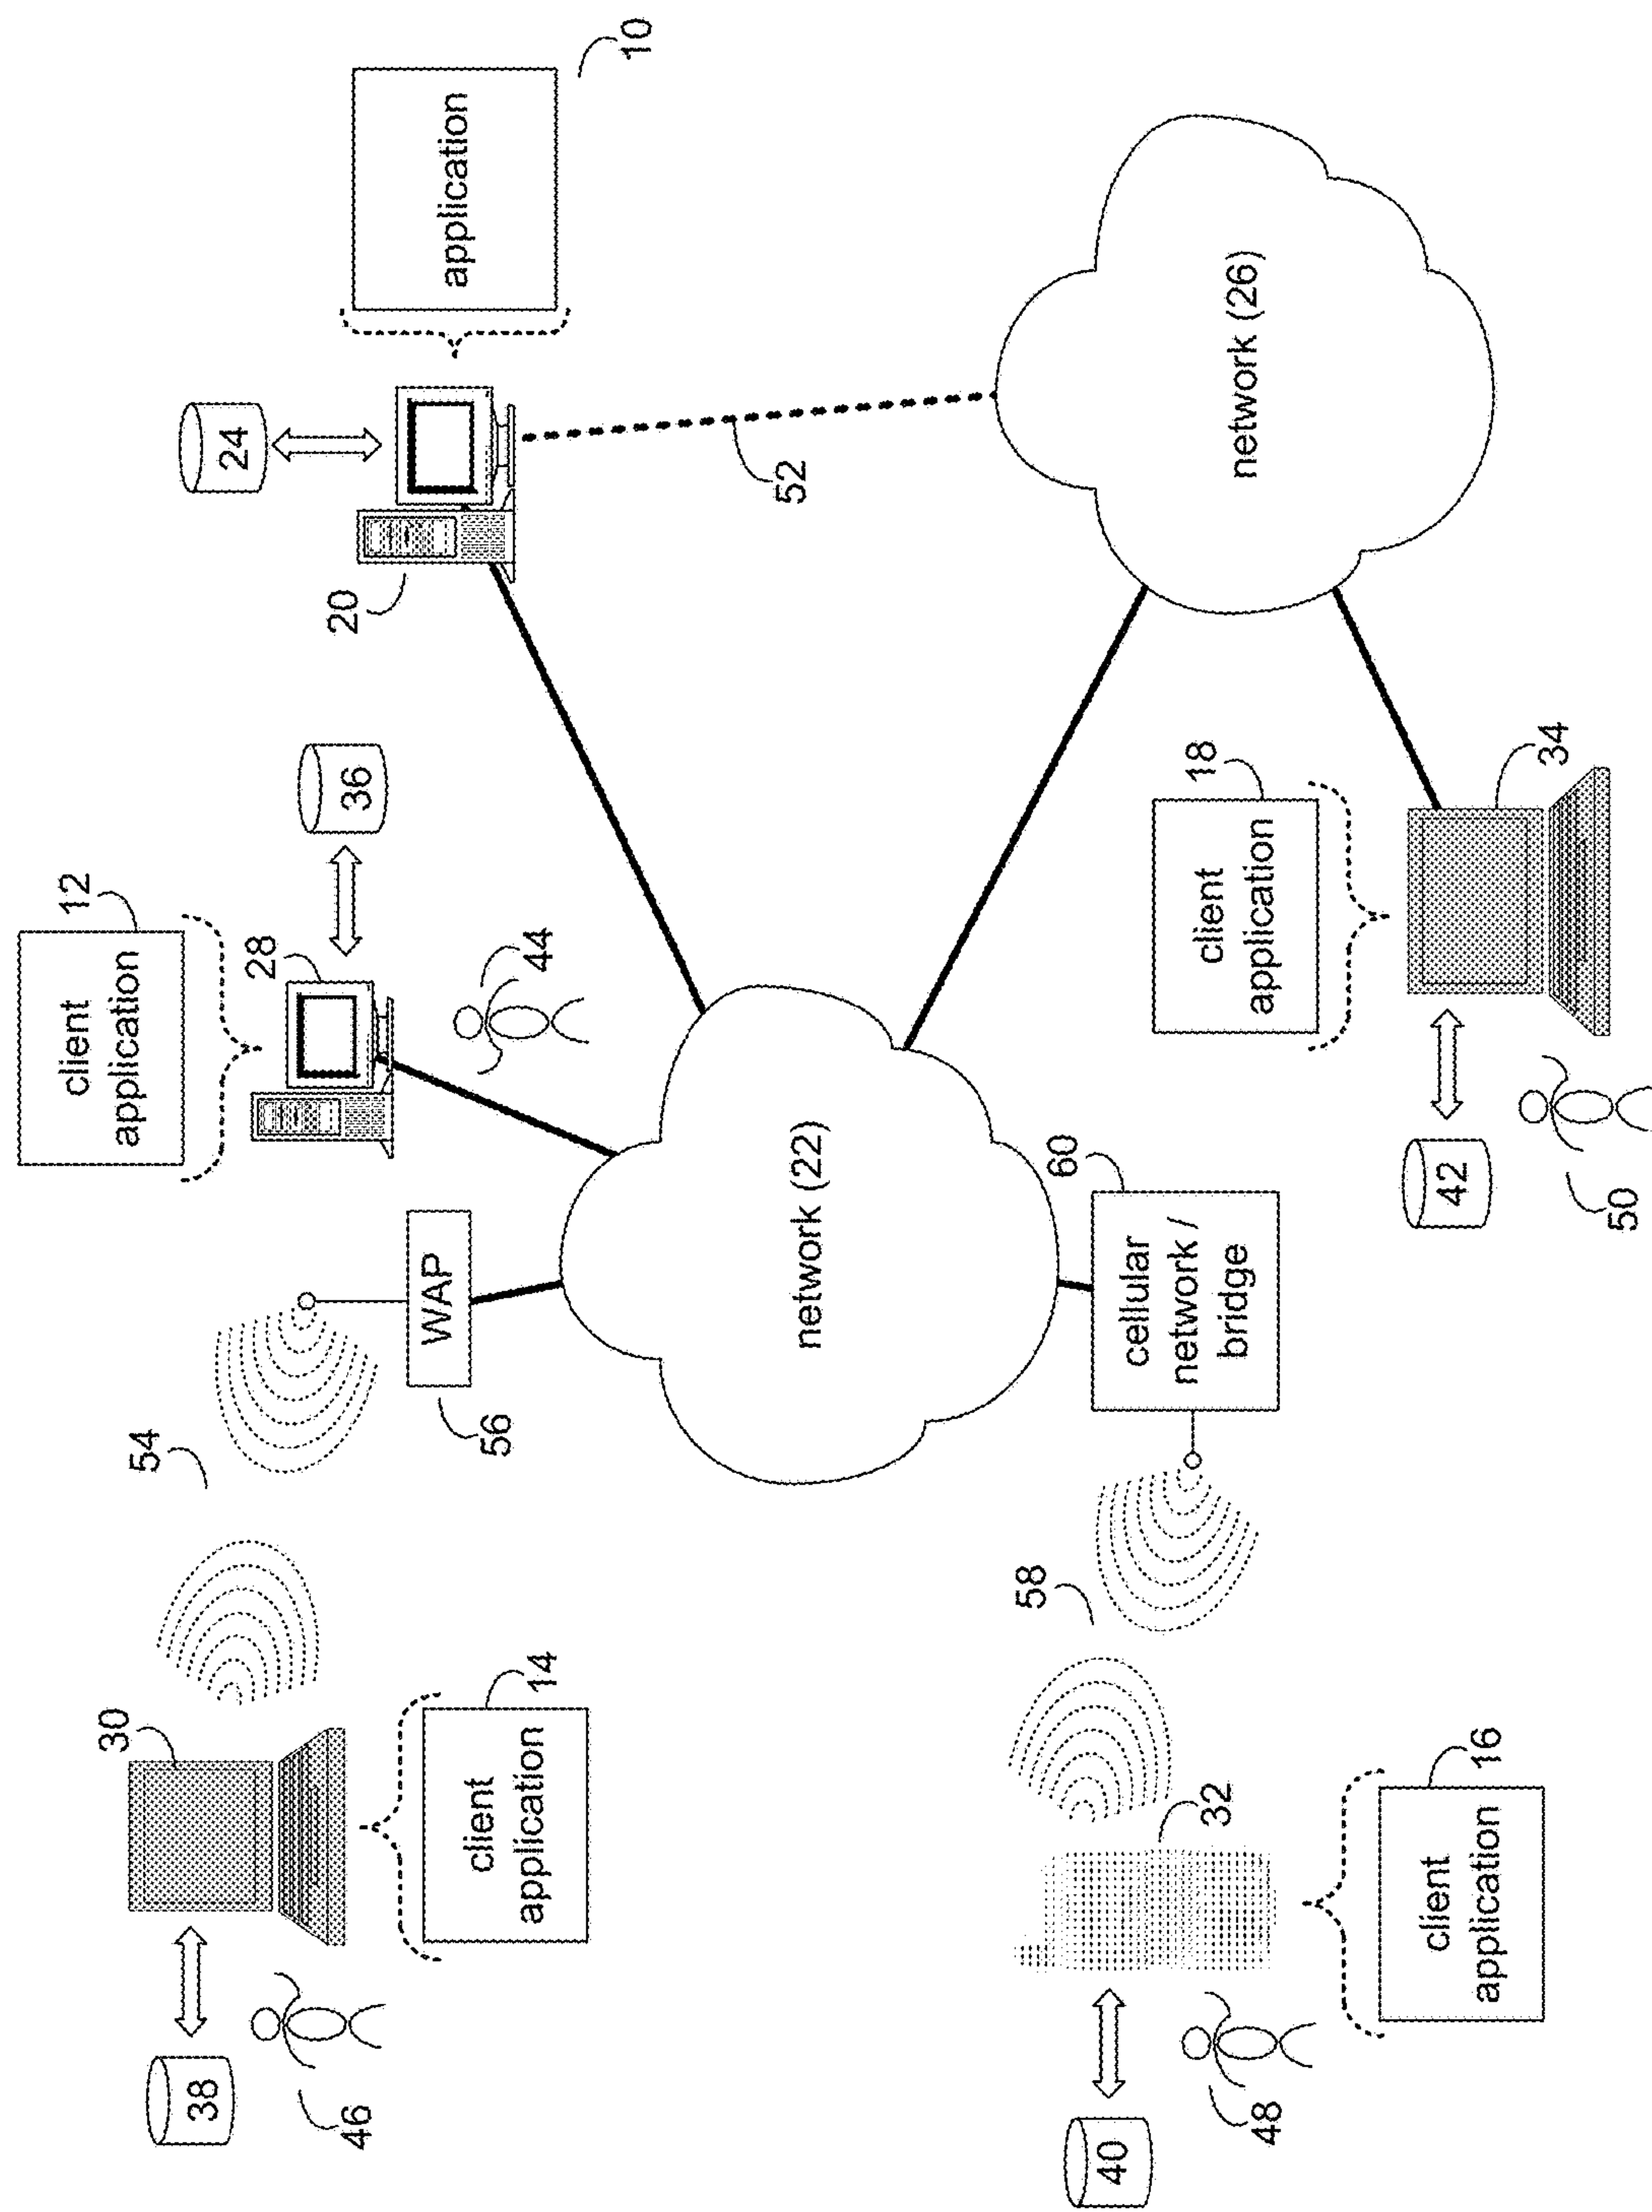 client
application
12
30
54
38
24
28
20
46
36
WAP
application
client
application
14
56
44
10
52
network (22)
58
60
40
cellular
network /
bridge
18
client
application
32
network (26)
48
client
application
16
42
34
50